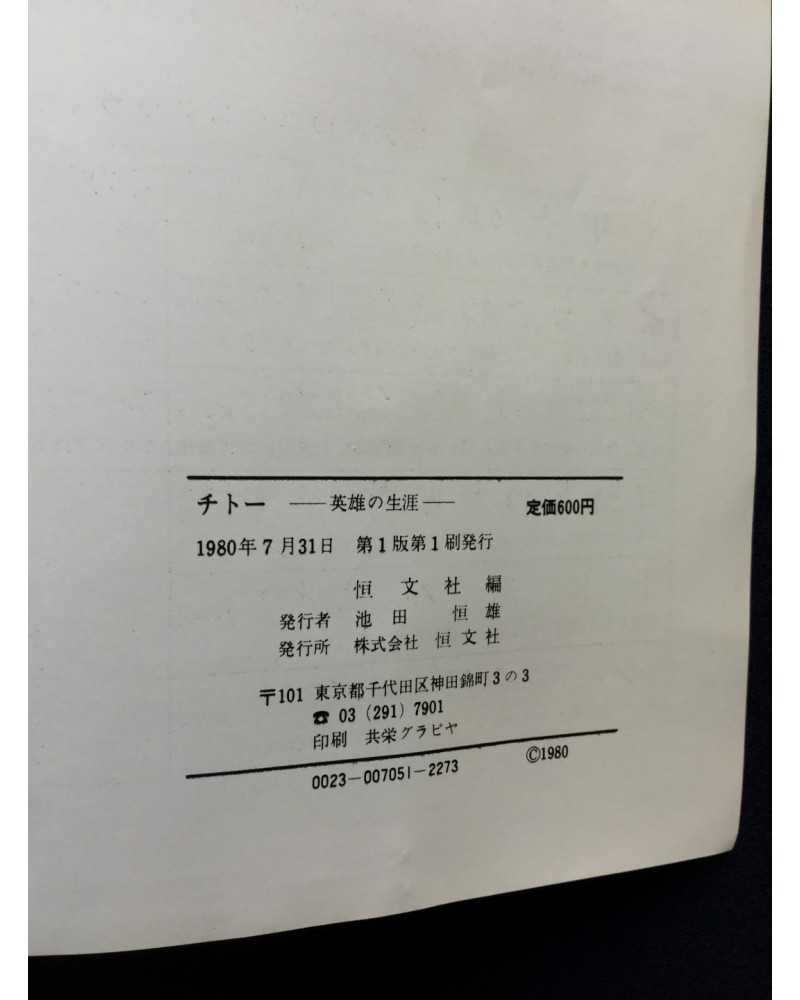 チトー ――英雄の生涯―― 定価600円
1980年7月31日 第1版第1刷発行
恒文社編
発行者 池田 恒雄
発行所 株式会社 恒文社
〒101 東京都千代田区神田錦町3の3
☎ 03 (291) 7901
印刷 共栄グラビヤ
0023-007051-2273 ©1980